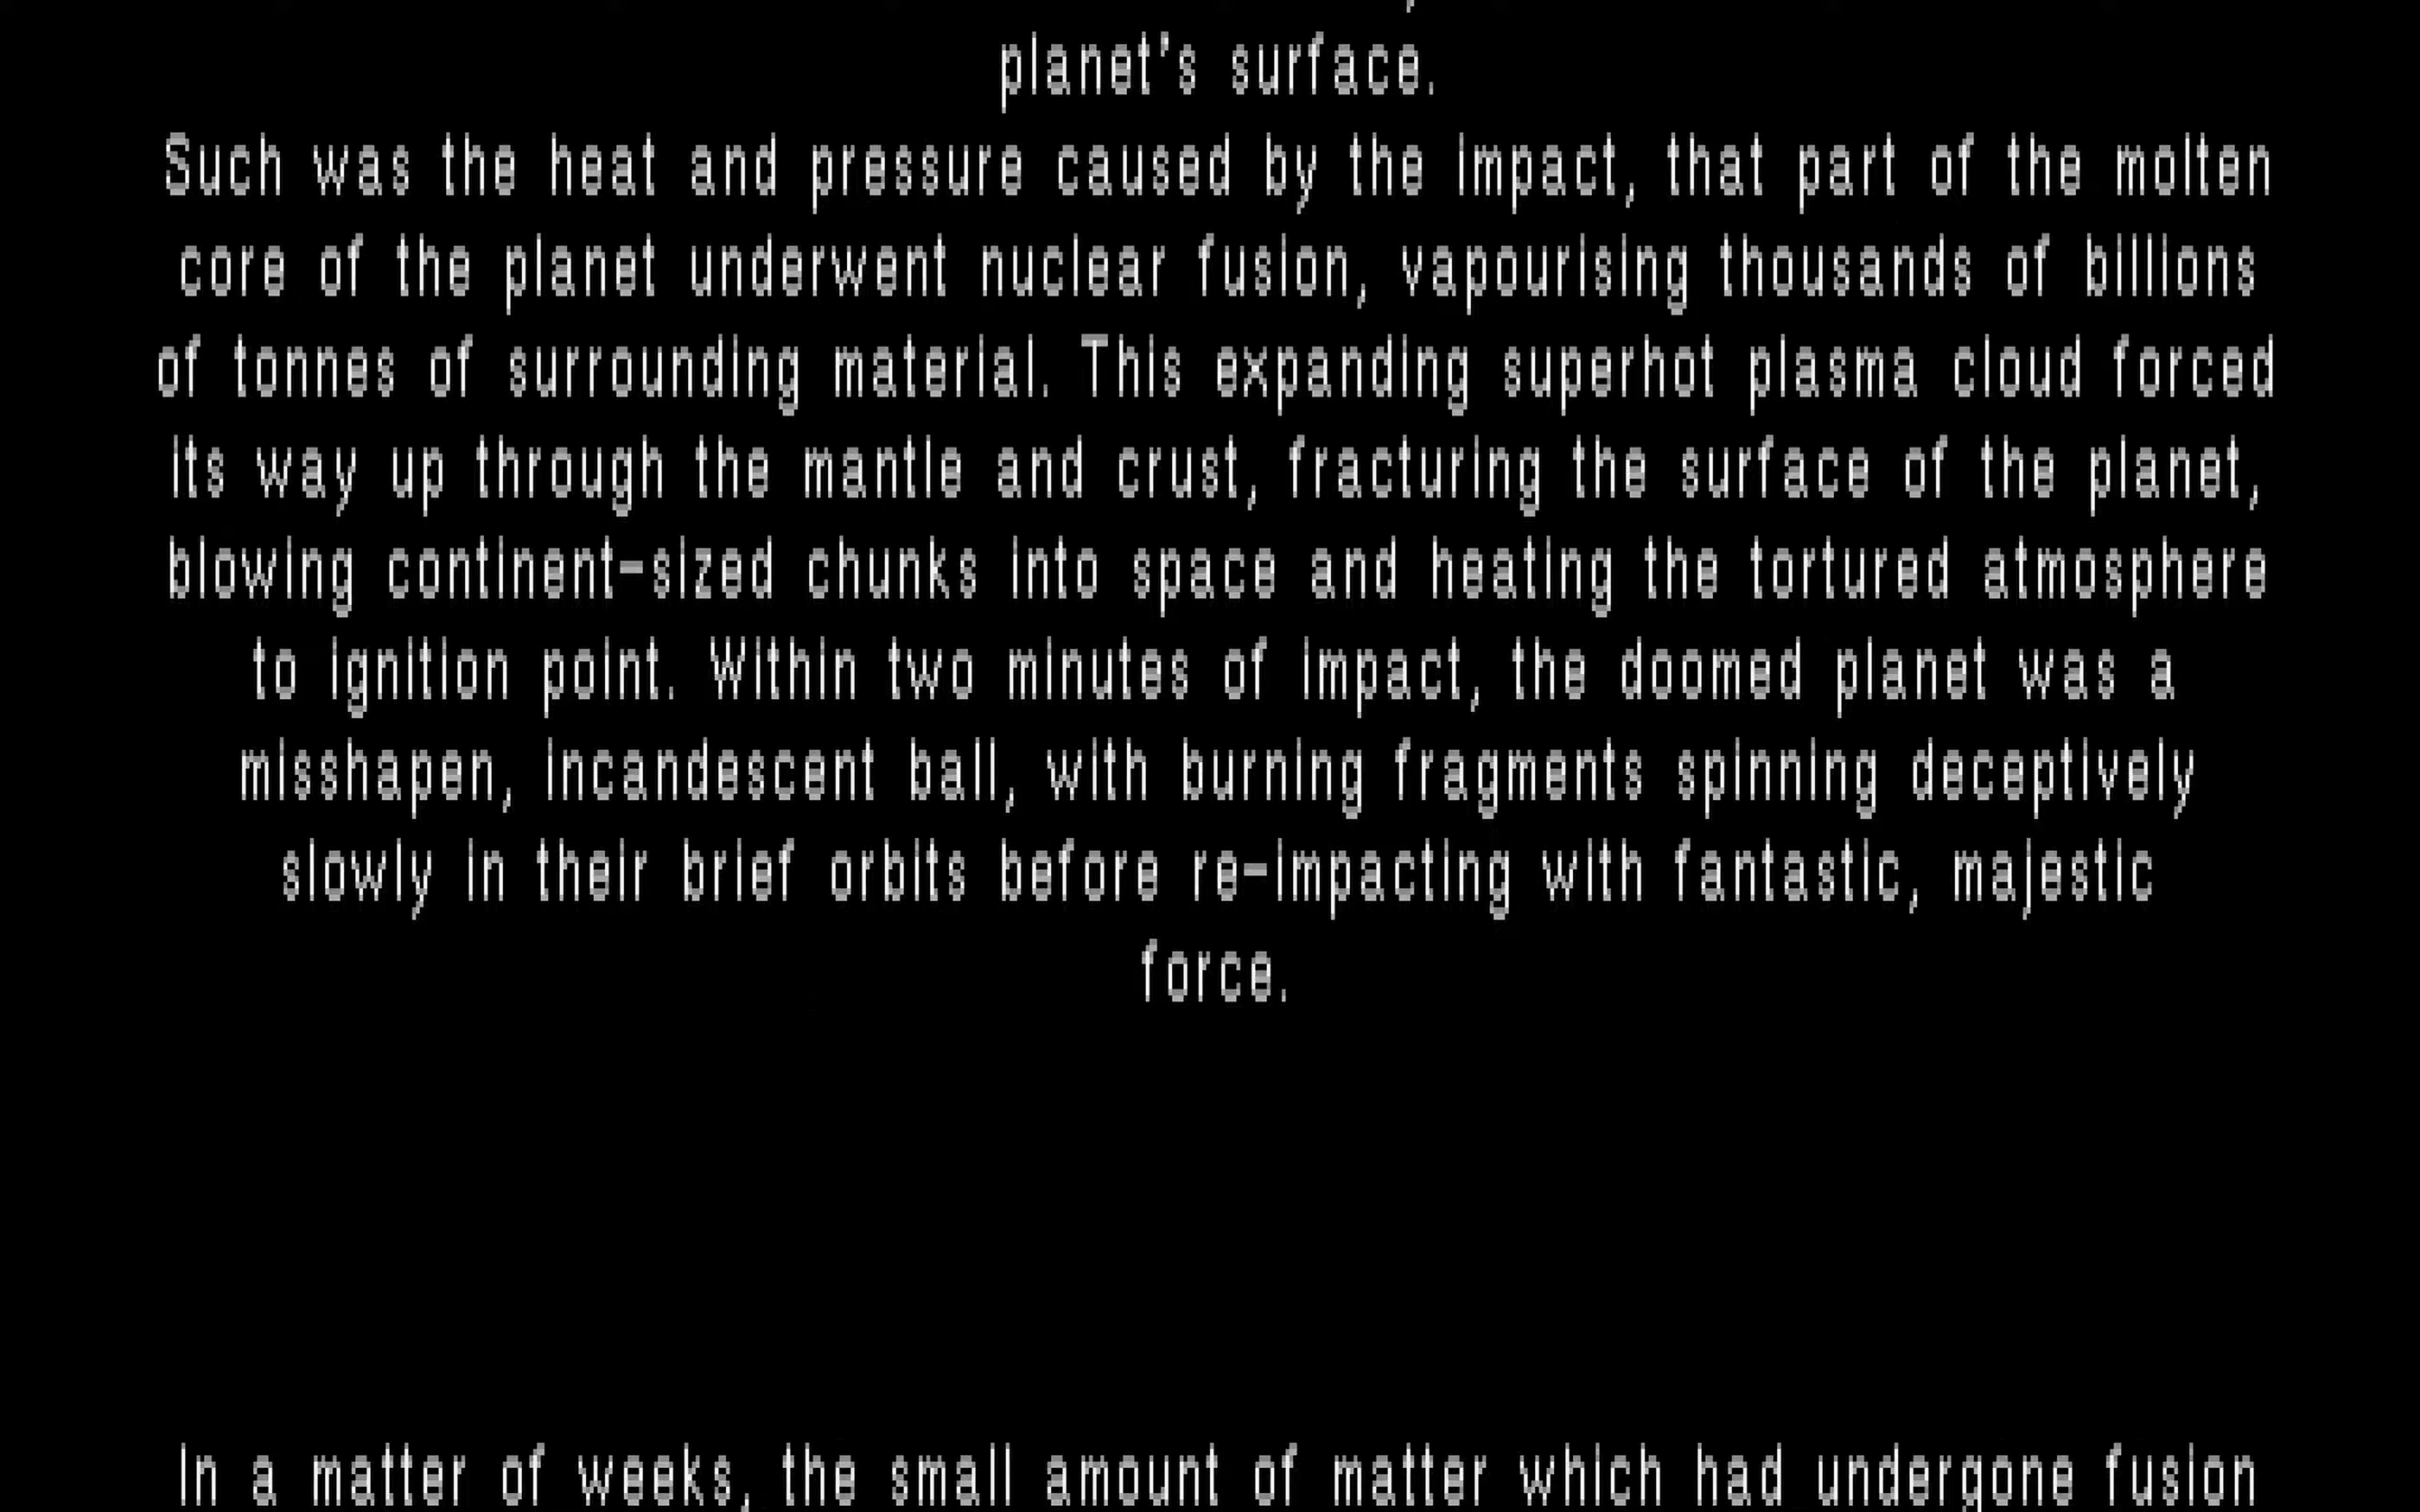 planet's surface.
Such was the heat and pressure caused by the impact, that part of the molten
core of the planet underwent nuclear fusion, vapourising thousands of billions
of tonnes of surrounding material. This expanding superhot plasma cloud forced
its way up through the mantle and crust, fracturing the surface of the planet,
blowing continent-sized chunks into space and heating the tortured atmosphere
to ignition point. Within two minutes of impact, the doomed planet was a
misshapen, incandescent ball, with burning fragments spinning deceptively
slowly in their brief orbits before re-impacting with fantastic, majestic
force.
In a matter of weeks, the small amount of matter which had undergone fusion